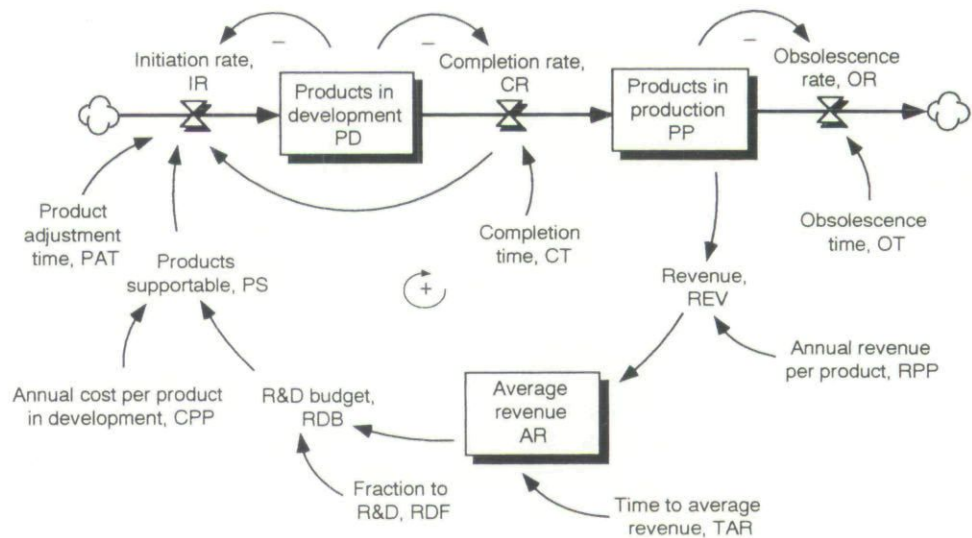 Initiation rate,
IR
Products in
development
PD
Completion rate,
CR
Products in
production
PP
Obsolescence
rate, OR
Product
adjustment
time, PAT
Products
supportable, PS
Completion
time, CT
Obsolescence
time, OT
+
Revenue,
REV
Annual revenue
per product, RPP
Annual cost per product
in development, CPP
R&D budget,
RDB
Average
revenue
AR
Fraction to
R&D, RDF
Time to average
revenue, TAR